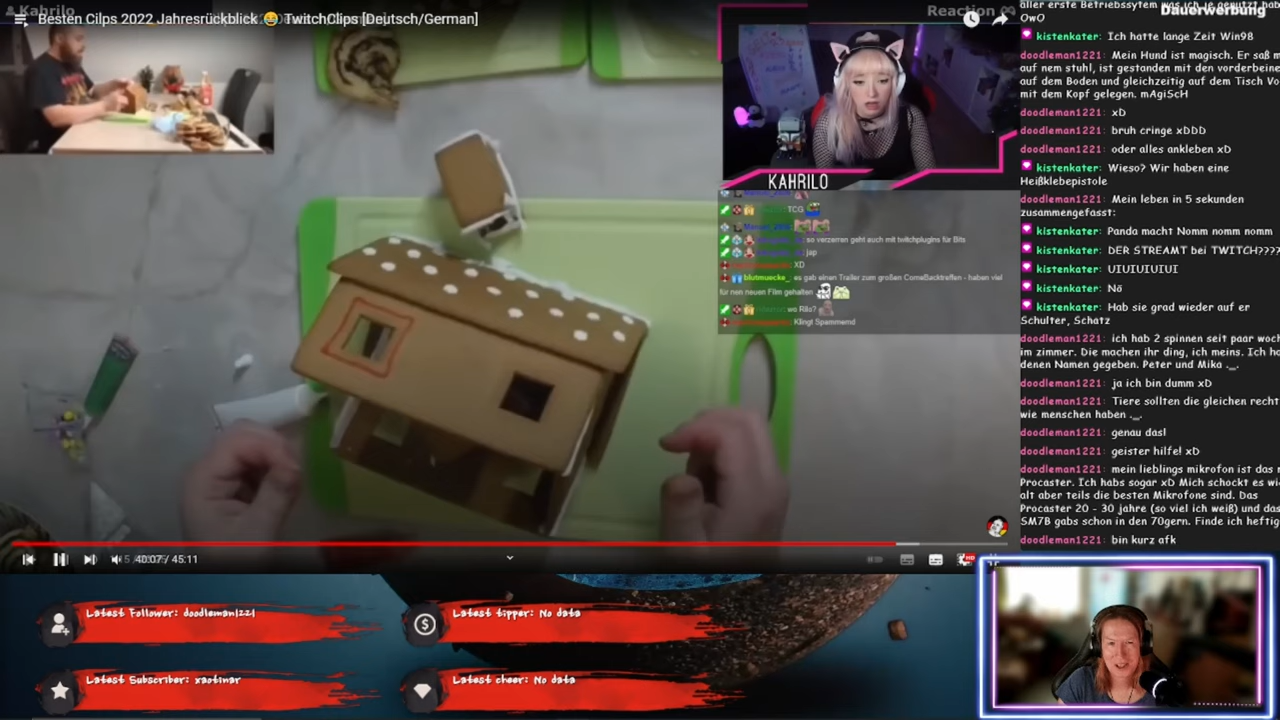 Kahrilo
Besten Cilps 2022 Jahresrückblick 😂 TwitchClips [Deutsch/German]
Reaction
Dauerwerbung
KAHRILO
TCG
so verzerren geht auch mit twitchplugins für Bits
jap
XD
blutmuecke_: es gab einen Trailer zum großen ComeBacktreffen - haben viel
für nen neuen Film gehalten
wo Rilo?
Klingt Spammemd
OwO
kistenkater: Ich hatte lange Zeit Win98
doodleman1221: Mein Hund ist magisch. Er saß m
auf nem stuhl, ist gestanden mit den vorderbeine
auf dem Boden und gleichzeitig auf dem Tisch Vo
mit dem Kopf gelegen. mAgiScH
doodleman1221: xD
doodleman1221: bruh cringe xDDD
doodleman1221: oder alles ankleben xD
kistenkater: Wieso? Wir haben eine
Heißklebepistole
doodleman1221: Mein leben in 5 sekunden
zusammengefasst:
kistenkater: Panda macht Nomm nomm nomm
kistenkater: DER STREAMT bei TWITCH????
kistenkater: UIUIUIUIUI
kistenkater: Nö
kistenkater: Hab sie grad wieder auf er
Schulter, Schatz
doodleman1221: ich hab 2 spinnen seit paar woch
im zimmer. Die machen ihr ding, ich meins. Ich ha
denen Namen gegeben. Peter und Mika ._.
doodleman1221: ja ich bin dumm xD
doodleman1221: Tiere sollten die gleichen recht
wie menschen haben ._.
doodleman1221: genau das!
doodleman1221: geister hilfe! xD
doodleman1221: mein lieblings mikrofon ist das r
Procaster. Ich habs sogar xD Mich schockt es wi
alt aber teils die besten Mikrofone sind. Das
Procaster 20 - 30 jahre (so viel ich weiß) und das
SM7B gabs schon in den 70gern. Finde ich heftig
doodleman1221: bin kurz afk
40:07 / 45:11
HD
Latest Follower: doodleman1221
Latest tipper: No data
Latest Subscriber: xaotinar
Latest cheer: No data